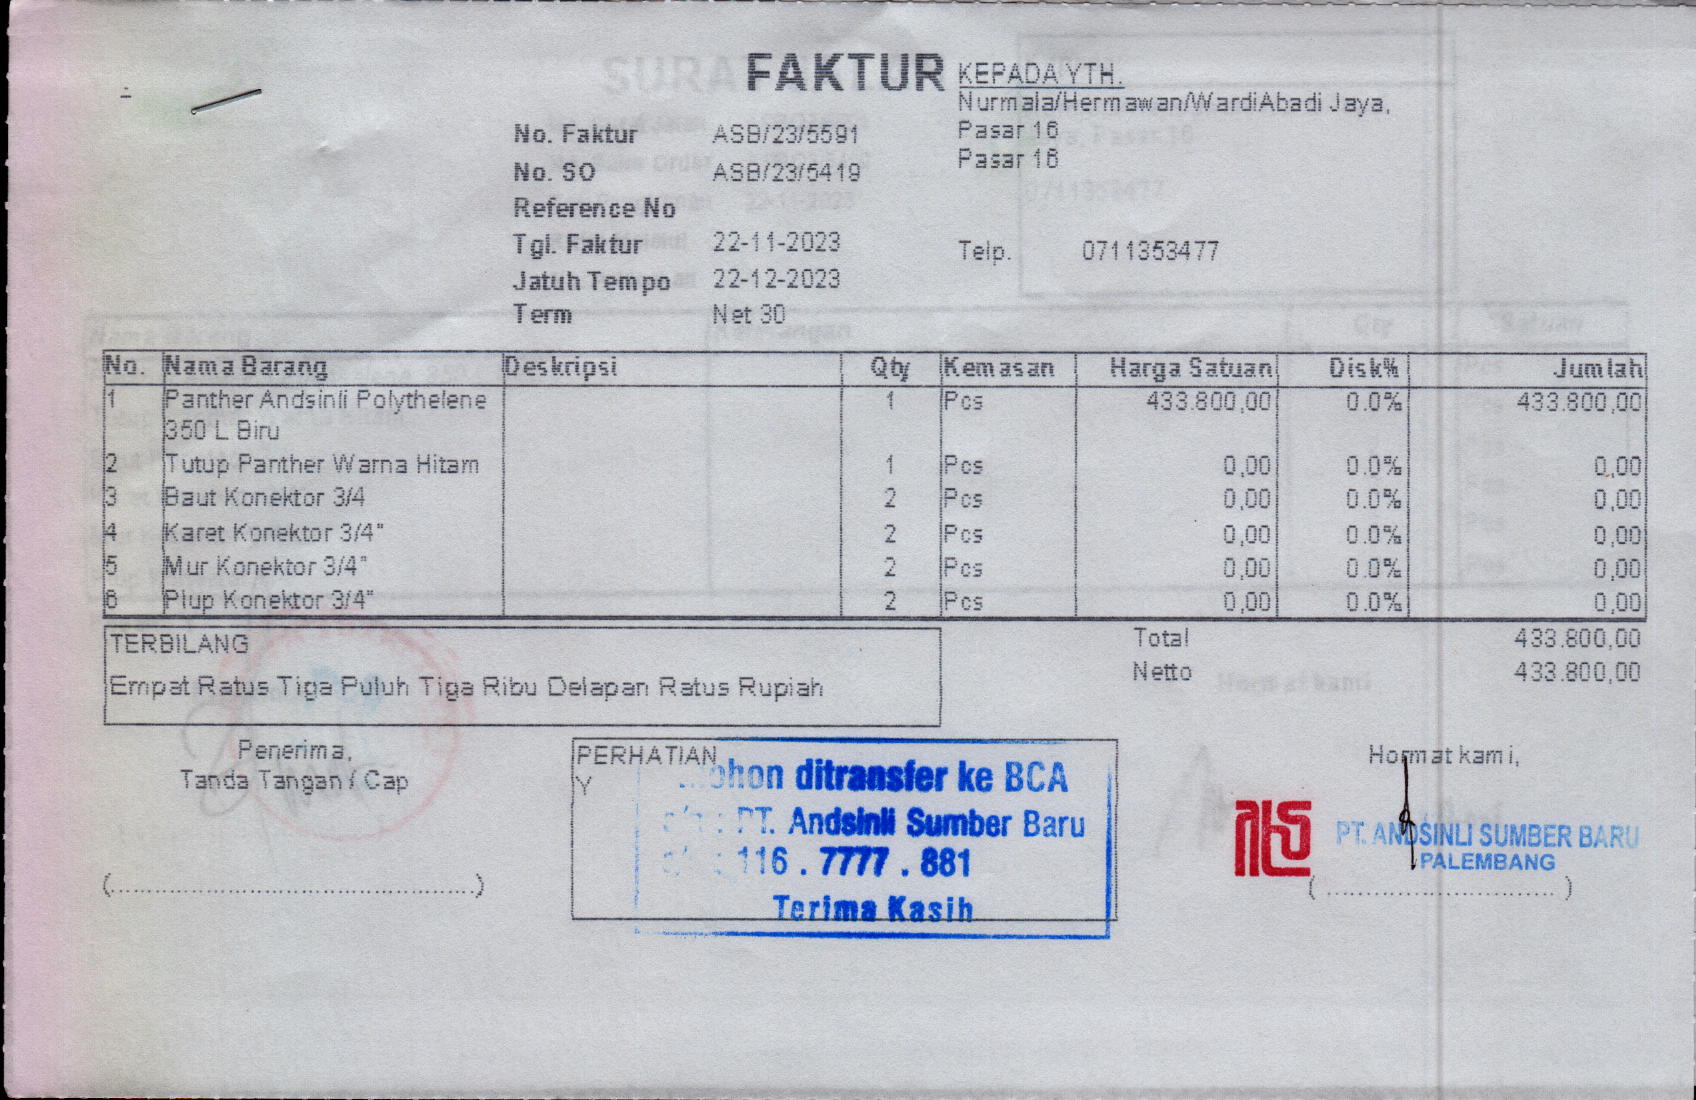 FAKTUR
KEPADA YTH.
Nurmala/Hermawan/WardiAbadi Jaya,
Pasar 16
Pasar 16
No. Faktur ASB/23/5591
No. SO ASB/23/5419
Reference No
Tgl. Faktur 22-11-2023
Telp. 0711353477
Jatuh Tempo 22-12-2023
Term Net 30
No. Nama Barang Deskripsi Qty Kemasan Harga Satuan Disk% Jumlah
1 Panther Andsinli Polythelene 1 Pcs 433.800,00 0.0% 433.800,00
350 L Biru
2 Tutup Panther Warna Hitam 1 Pcs 0,00 0.0% 0,00
3 Baut Konektor 3/4 2 Pcs 0,00 0.0% 0,00
4 Karet Konektor 3/4" 2 Pcs 0,00 0.0% 0,00
5 Mur Konektor 3/4" 2 Pcs 0,00 0.0% 0,00
6 Plup Konektor 3/4" 2 Pcs 0,00 0.0% 0,00
TERBILANG
Empat Ratus Tiga Puluh Tiga Ribu Delapan Ratus Rupiah
Total 433.800,00
Netto 433.800,00
Penerima,
Tanda Tangan / Cap
PERHATIAN
Y
ditransfer ke BCA
PT. Andsinli Sumber Baru
116 . 7777 . 881
Terima Kasih
Hormat kami,
PT. ANDSINLI SUMBER BARU
PALEMBANG